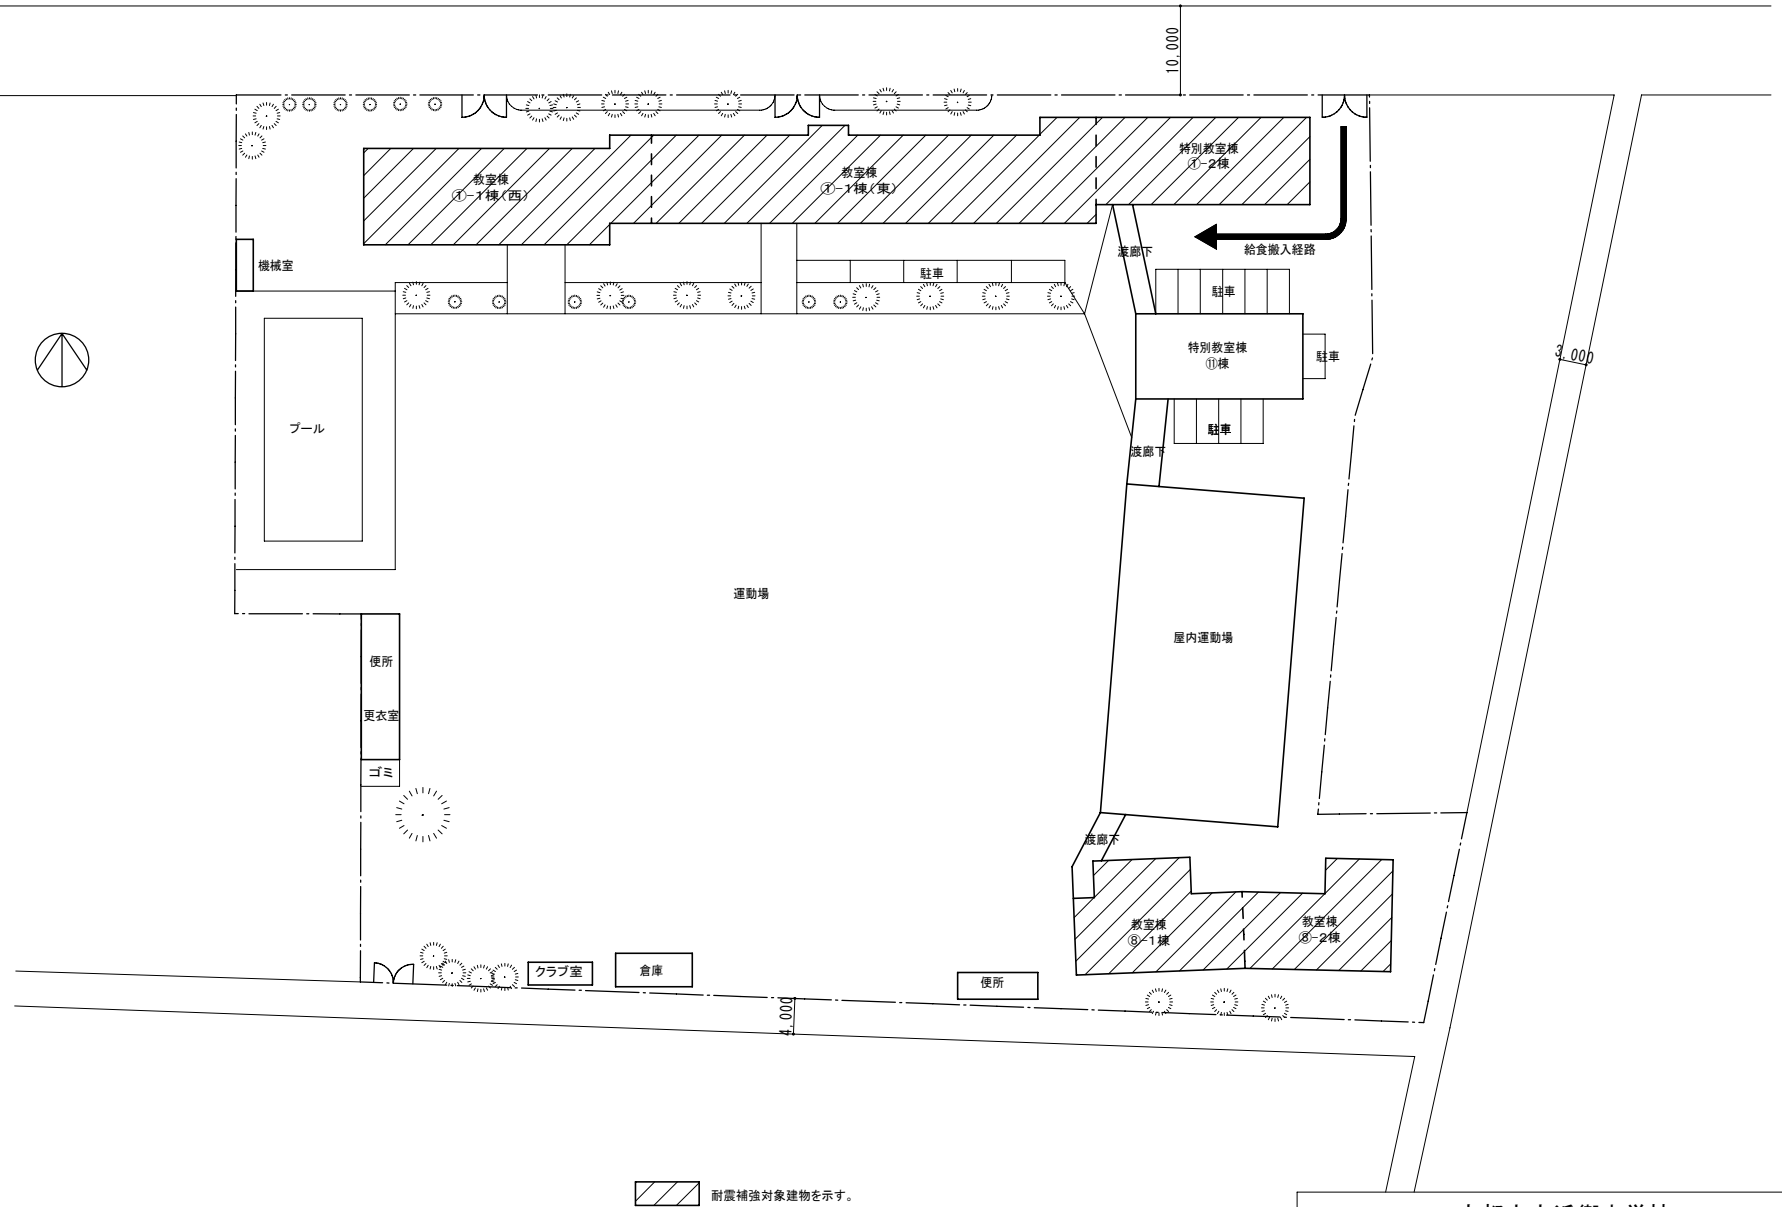 10,000
特別教室棟
①-2棟
教室棟
①-1棟(東)
教室棟
①-1棟(西)
渡廊下
給食搬入経路
機械室
駐車
駐車
特別教室棟
⑪棟
駐車
3,000
プール
駐車
渡廊下
運動場
屋内運動場
便所
更衣室
ゴミ
渡廊下
教室棟
⑧-1棟
教室棟
⑧-2棟
クラブ室
倉庫
便所
4,000
耐震補強対象建物を示す。